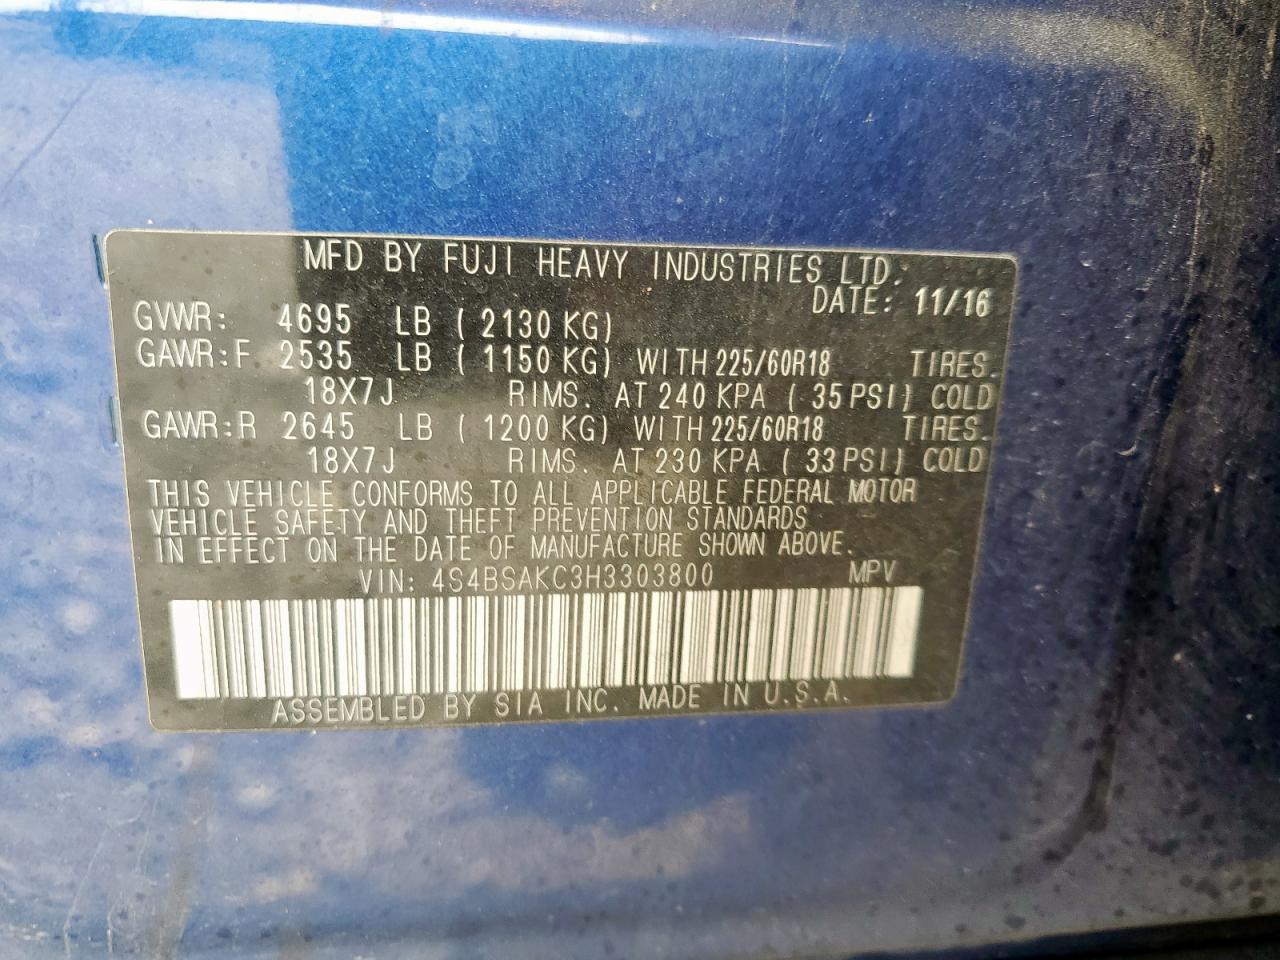 MFD BY FUJI HEAVY INDUSTRIES LTD.
DATE: 11/16
GVWR: 4695 LB ( 2130 KG)
GAWR:F 2535 LB ( 1150 KG) WITH 225/60R18 TIRES.
18X7J RIMS. AT 240 KPA ( 35 PSI) COLD
GAWR:R 2645 LB ( 1200 KG) WITH 225/60R18 TIRES.
18X7J RIMS. AT 230 KPA ( 33 PSI) COLD
THIS VEHICLE CONFORMS TO ALL APPLICABLE FEDERAL MOTOR
VEHICLE SAFETY AND THEFT PREVENTION STANDARDS
IN EFFECT ON THE DATE OF MANUFACTURE SHOWN ABOVE.
VIN: 4S4BSAKC3H3303800 MPV
ASSEMBLED BY SIA INC. MADE IN U.S.A.